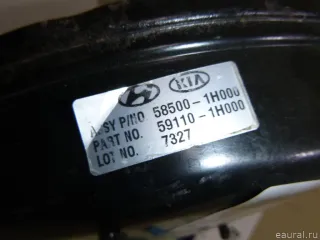 KIA
ASSY P/NO 58500-1H000
PART NO. 59110-1H000
LOT NO. 7327
eaural.ru